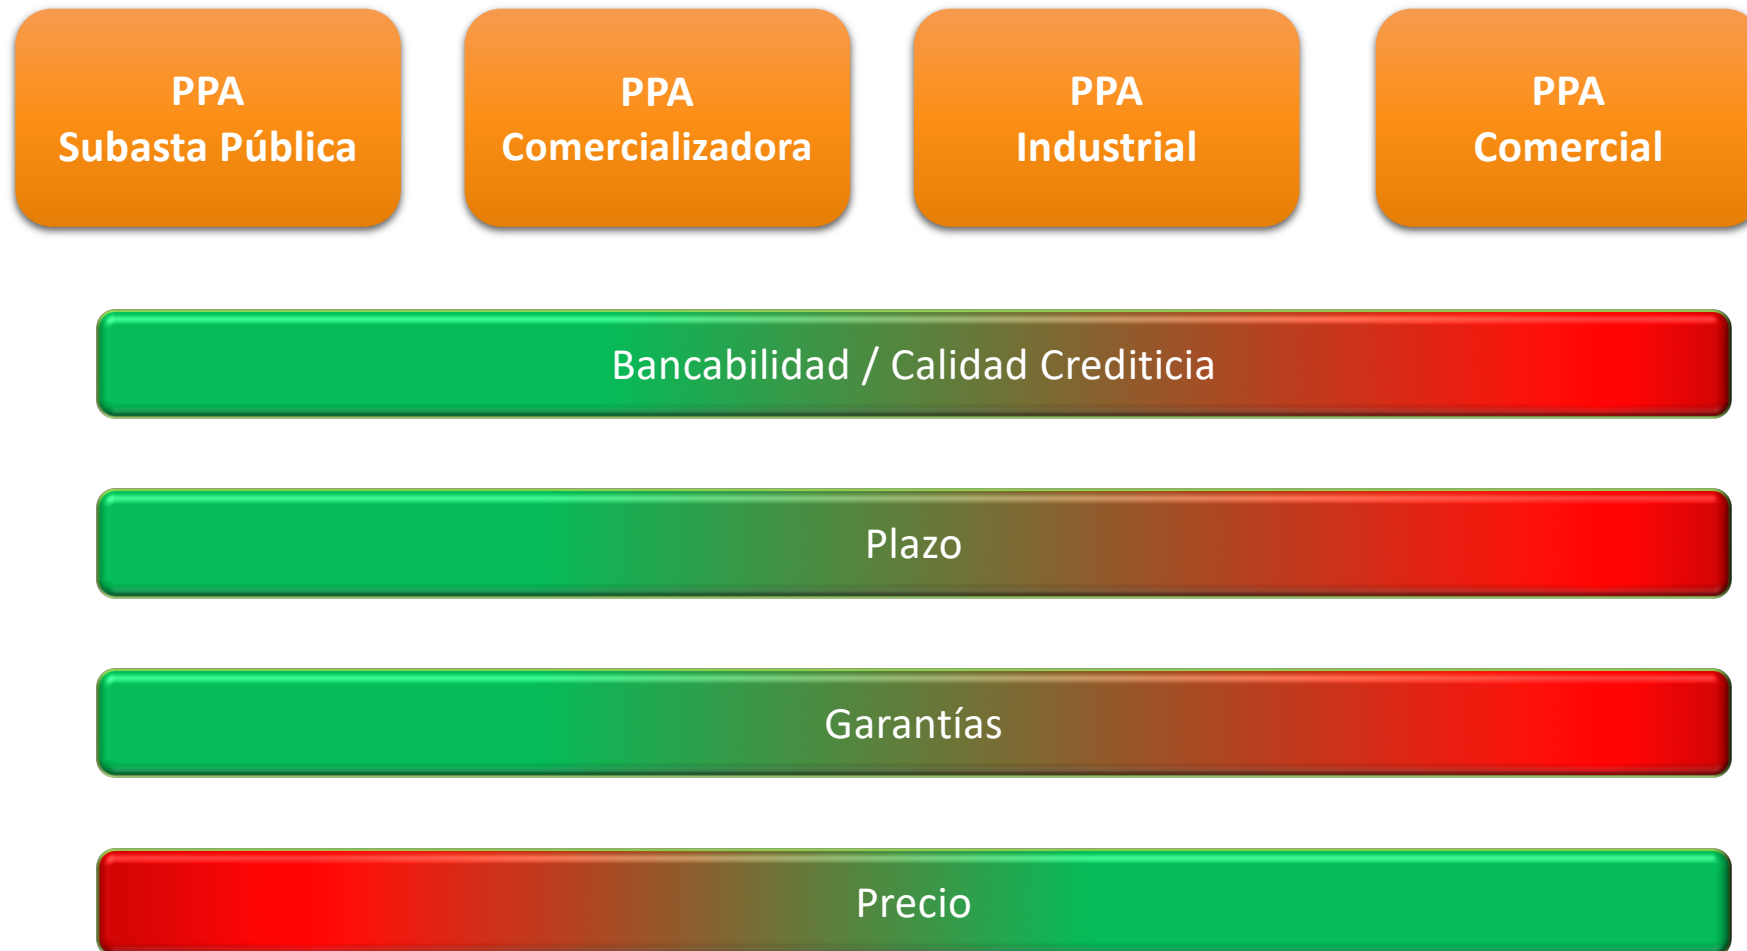 PPA
Subasta Pública
PPA
Comercializadora
PPA
Industrial
PPA
Comercial
Bancabilidad / Calidad Crediticia
Plazo
Garantías
Precio